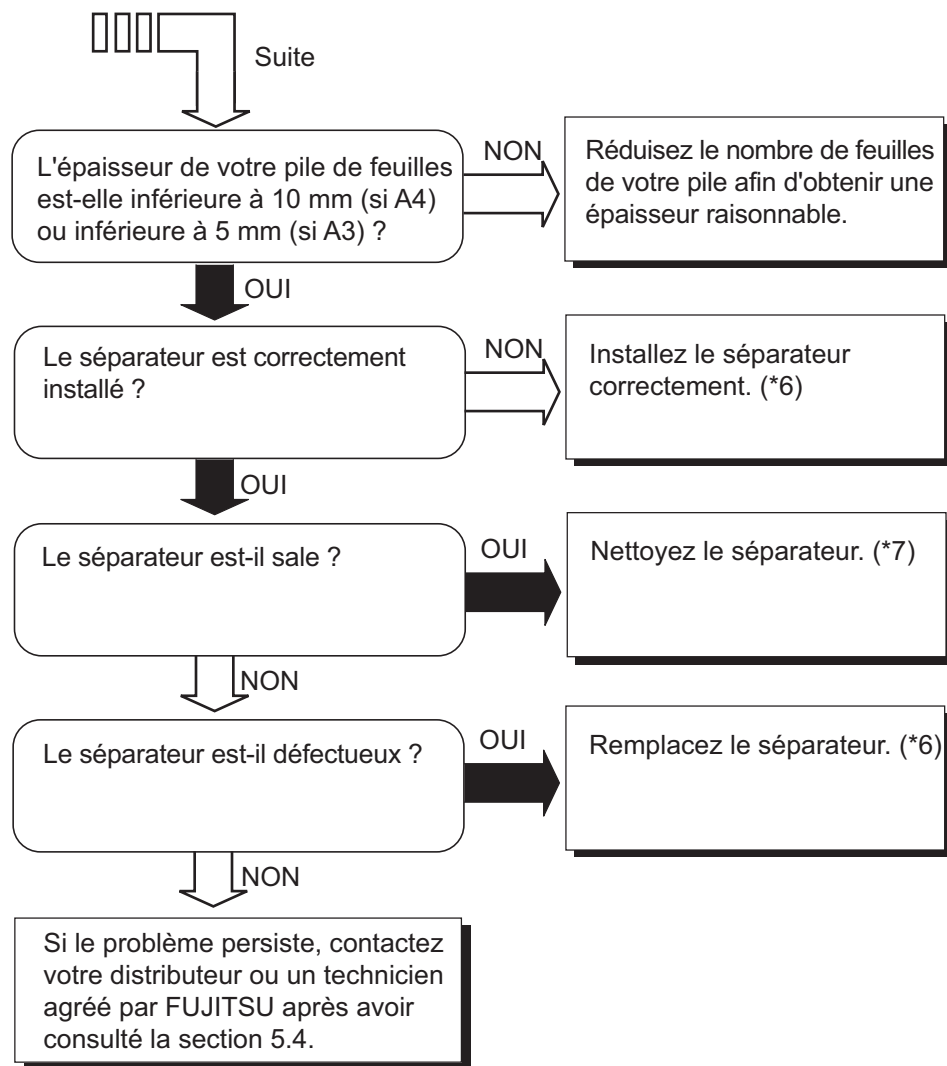 Suite
L'épaisseur de votre pile de feuilles
est-elle inférieure à 10 mm (si A4)
ou inférieure à 5 mm (si A3) ?
NON
Réduisez le nombre de feuilles
de votre pile afin d'obtenir une
épaisseur raisonnable.
OUI
Le séparateur est correctement
installé ?
NON
Installez le séparateur
correctement. (*6)
OUI
Le séparateur est-il sale ?
OUI
Nettoyez le séparateur. (*7)
NON
Le séparateur est-il défectueux ?
OUI
Remplacez le séparateur. (*6)
NON
Si le problème persiste, contactez
votre distributeur ou un technicien
agréé par FUJITSU après avoir
consulté la section 5.4.